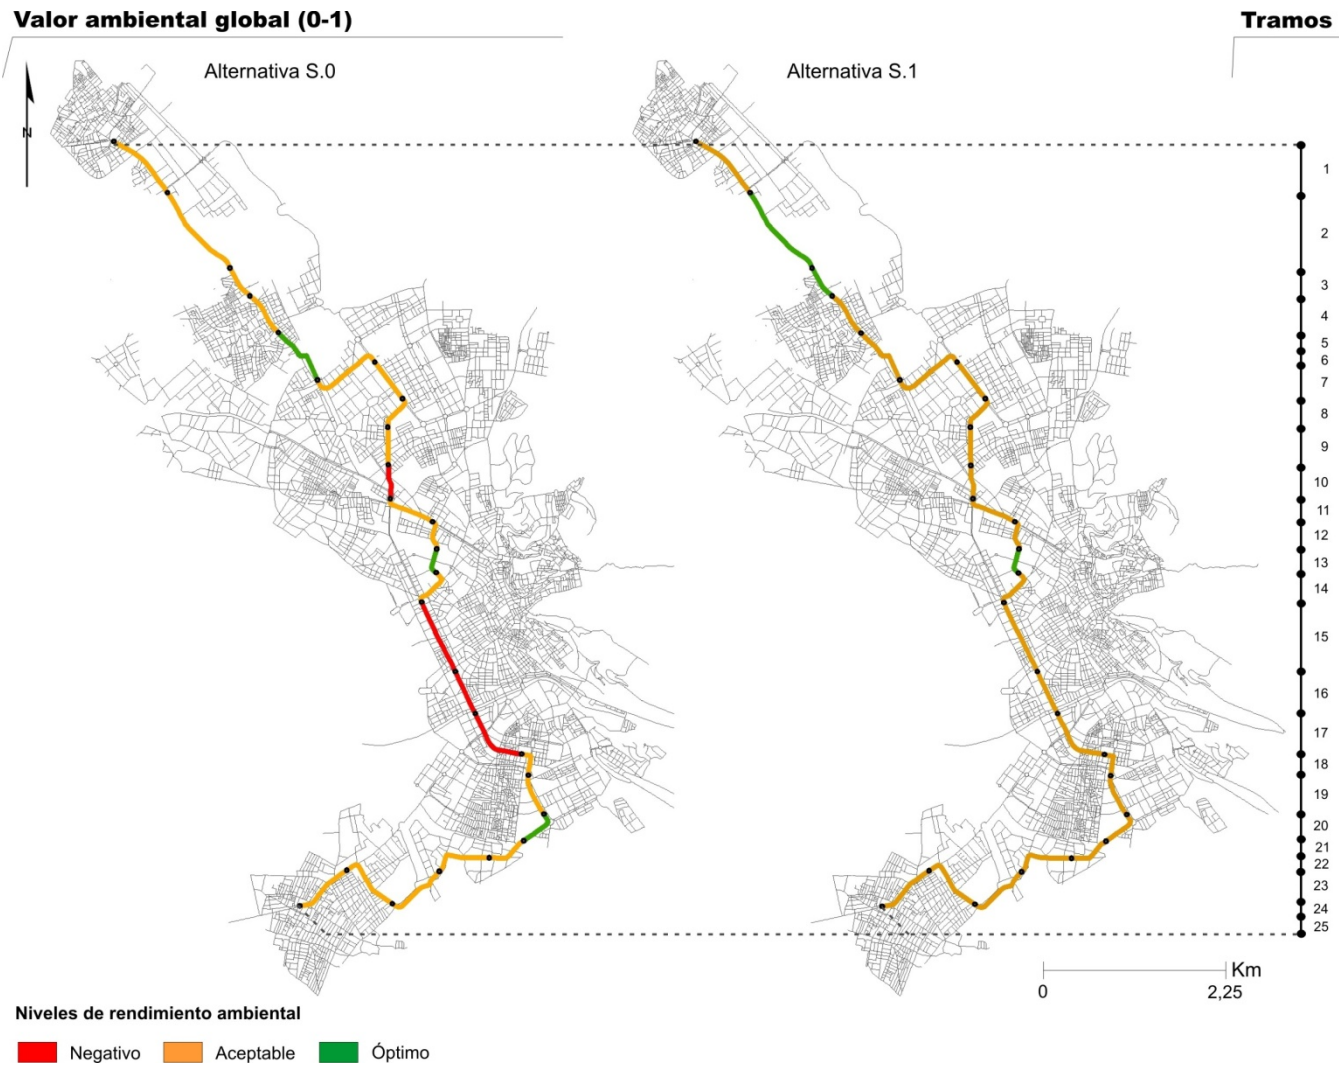 Valor ambiental global (0-1)
Tramos
Alternativa S.0
Alternativa S.1
N
1
2
3
4
5
6
7
8
9
10
11
12
13
14
15
16
17
18
19
20
21
22
23
24
25
Km
0
2,25
Niveles de rendimiento ambiental
Negativo
Aceptable
Óptimo